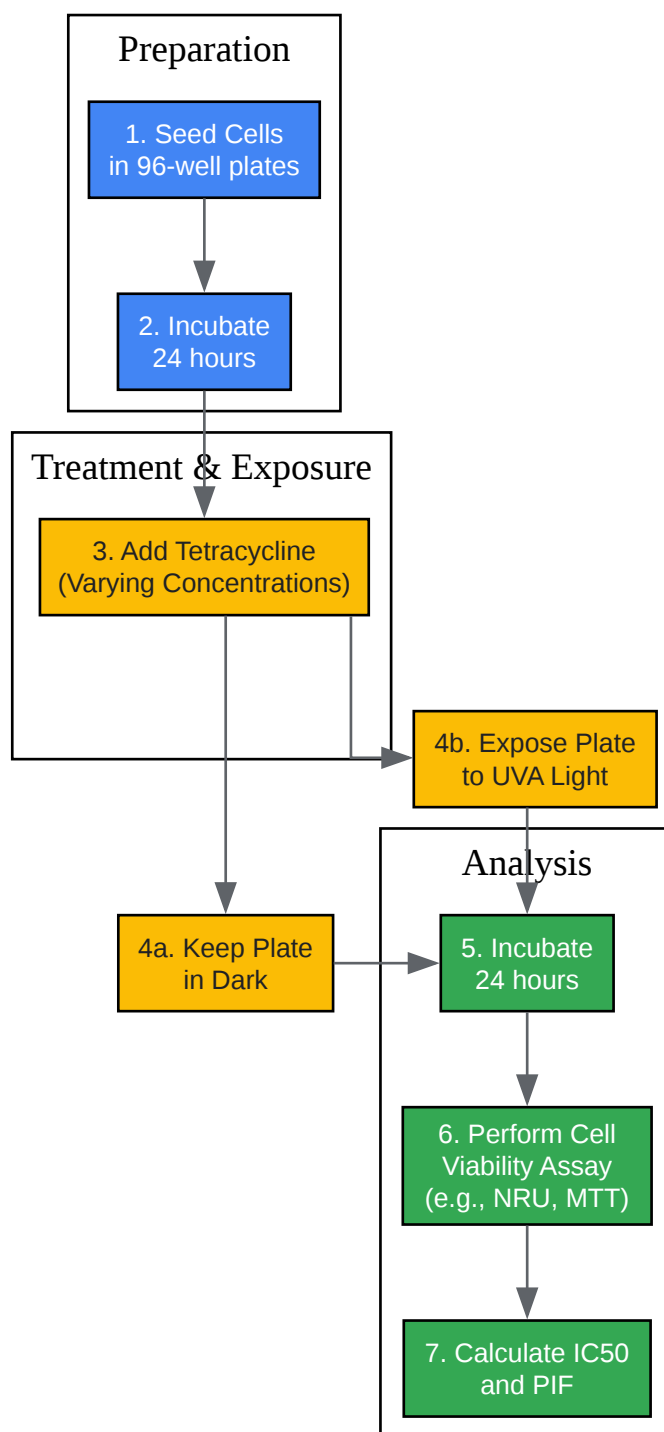 Preparation
1. Seed Cells
in 96-well plates
2. Incubate
24 hours
Treatment & Exposure
3. Add Tetracycline
(Varying Concentrations)
4b. Expose Plate
to UVA Light
Analysis
4a. Keep Plate
in Dark
5. Incubate
24 hours
6. Perform Cell
Viability Assay
(e.g., NRU, MTT)
7. Calculate IC50
and PIF